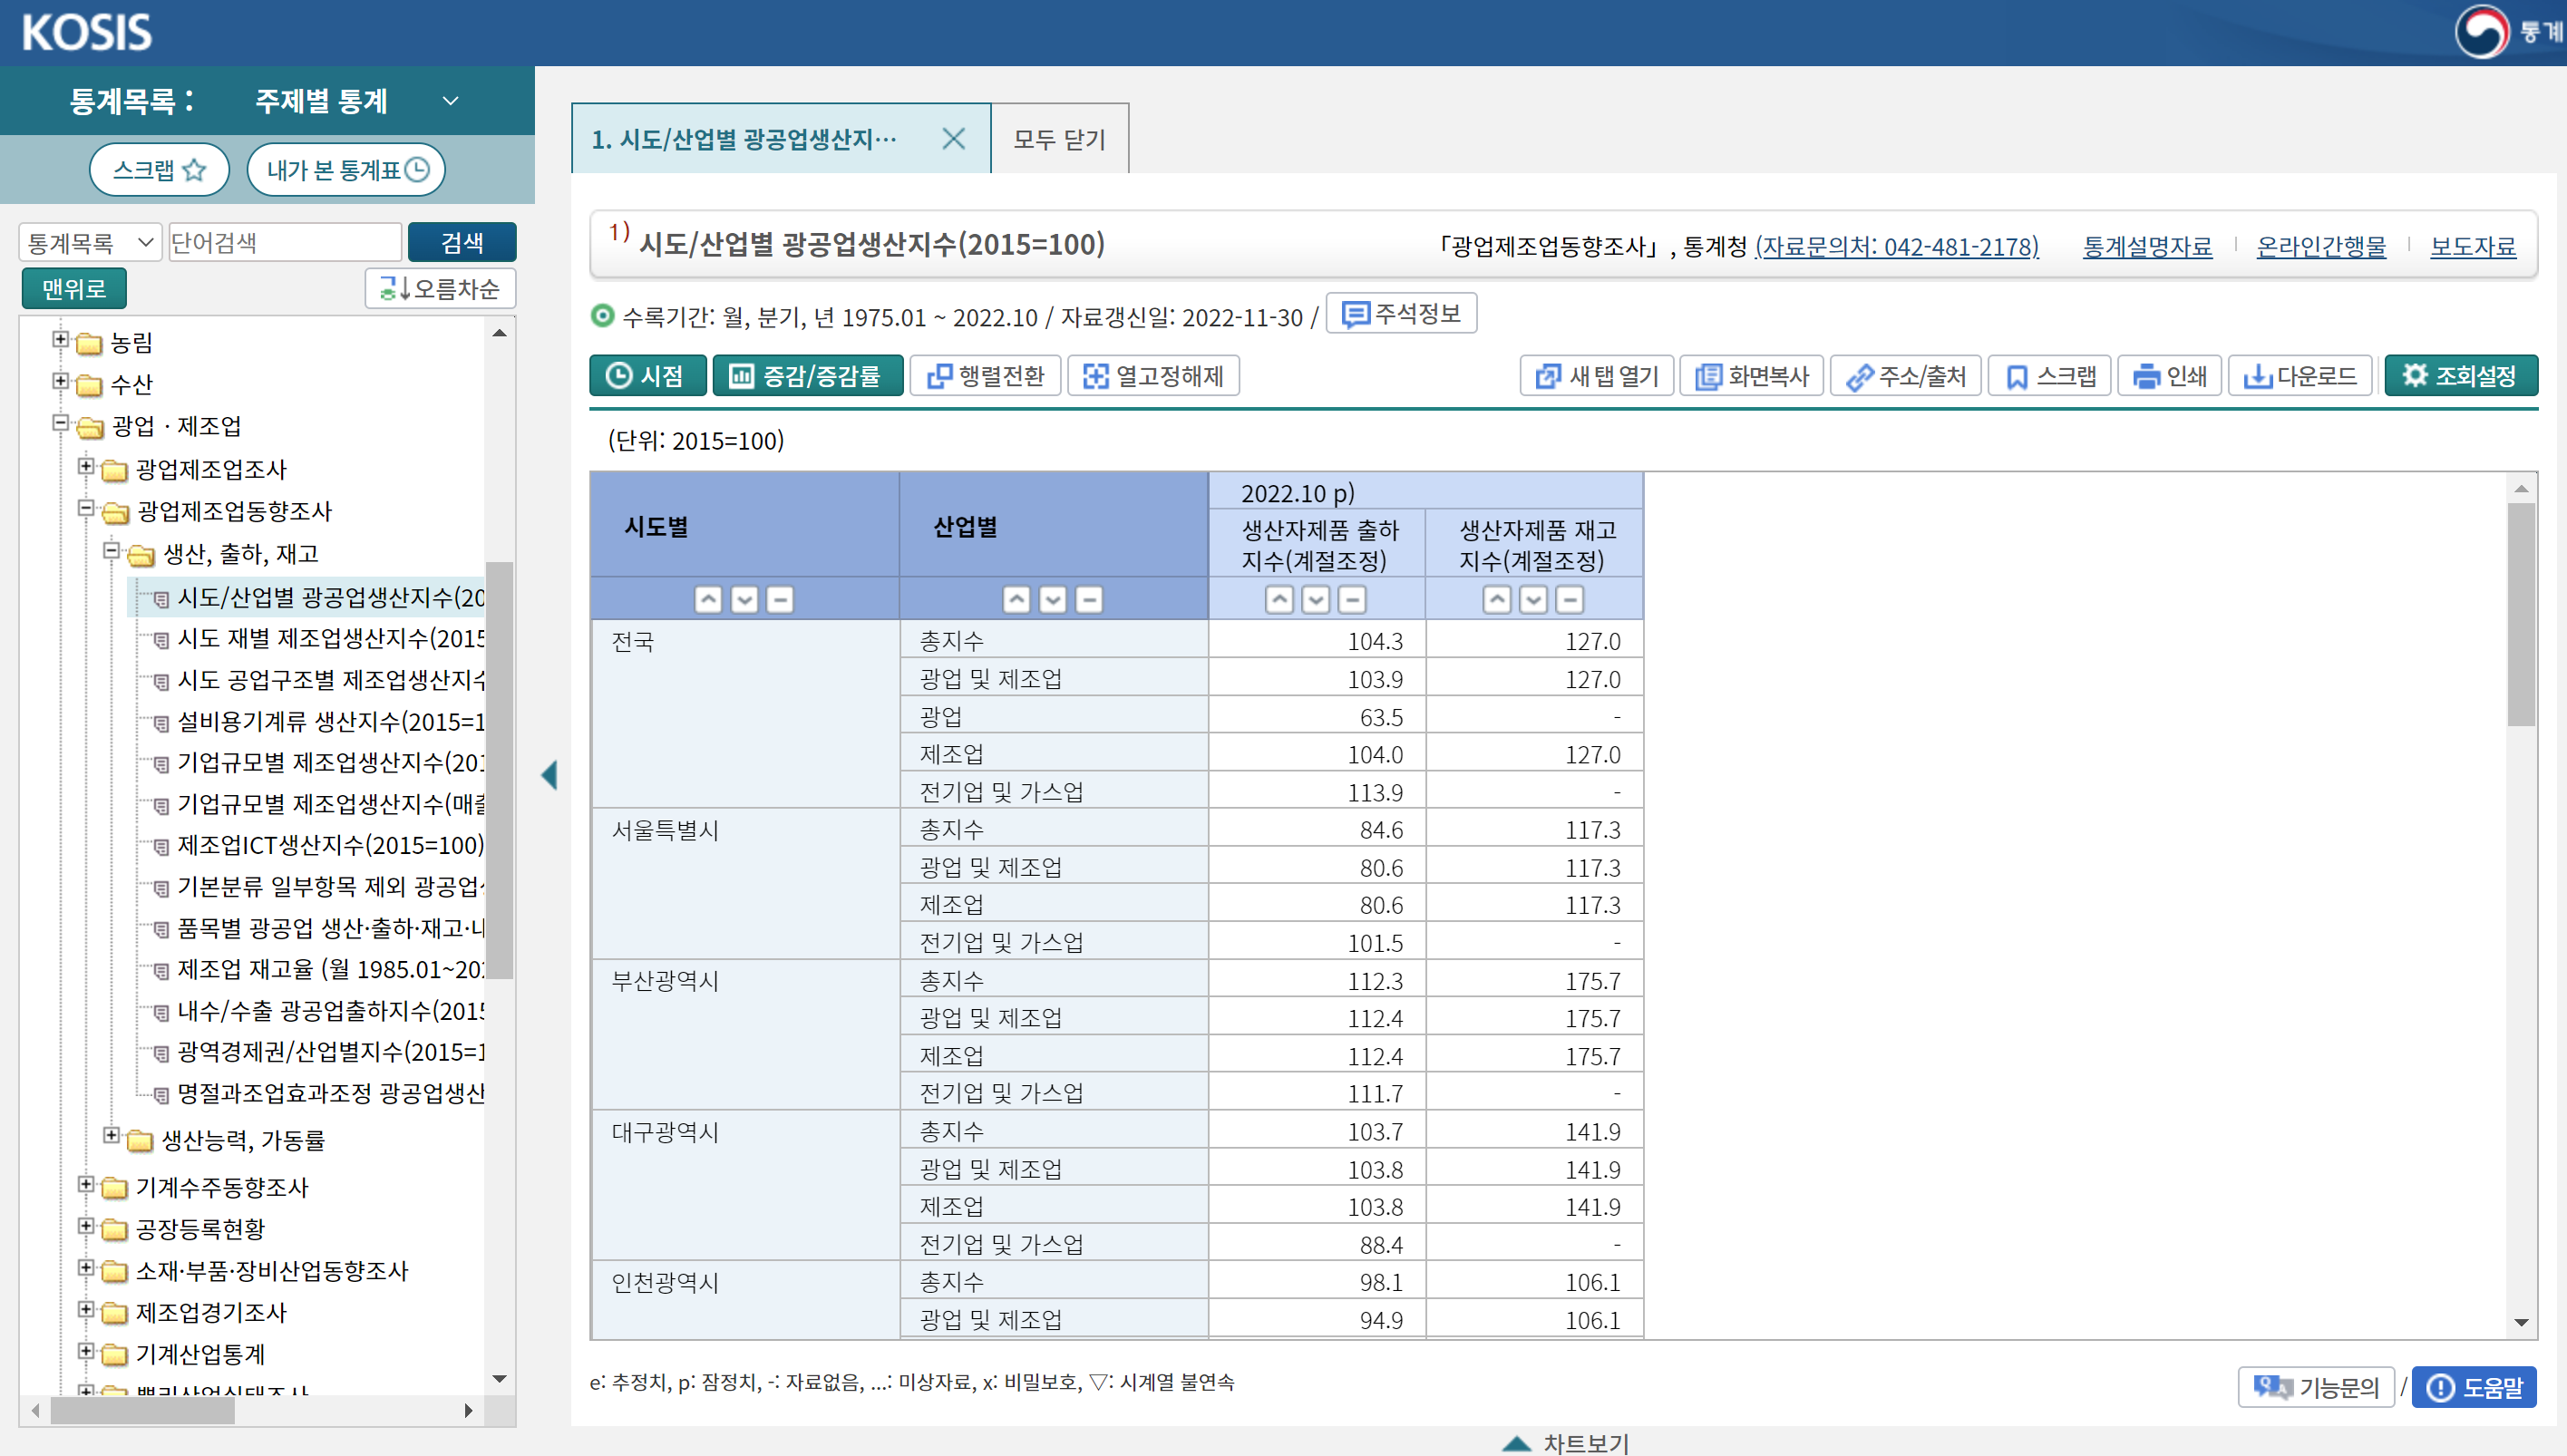 KOSIS
통계
통계목록 : 주제별 통계
스크랩
내가 본 통계표
통계목록
단어검색
검색
맨위로
오름차순
농림
수산
광업 · 제조업
광업제조업조사
광업제조업동향조사
생산, 출하, 재고
시도/산업별 광공업생산지수(20
시도 재별 제조업생산지수(2015
시도 공업구조별 제조업생산지수
설비용기계류 생산지수(2015=1
기업규모별 제조업생산지수(201
기업규모별 제조업생산지수(매출
제조업ICT생산지수(2015=100)
기본분류 일부항목 제외 광공업
품목별 광공업 생산·출하·재고·내
제조업 재고율 (월 1985.01~202
내수/수출 광공업출하지수(2015
광역경제권/산업별지수(2015=1
명절과조업효과조정 광공업생산
생산능력, 가동률
기계수주동향조사
공장등록현황
소재·부품·장비산업동향조사
제조업경기조사
기계산업통계
1. 시도/산업별 광공업생산지…
모두 닫기
1) 시도/산업별 광공업생산지수(2015=100)
「광업제조업동향조사」, 통계청 (자료문의처: 042-481-2178)
통계설명자료
온라인간행물
보도자료
수록기간: 월, 분기, 년 1975.01 ~ 2022.10 / 자료갱신일: 2022-11-30 / 주석정보
시점
증감/증감률
행렬전환
열고정해제
새 탭 열기
화면복사
주소/출처
스크랩
인쇄
다운로드
조회설정
(단위: 2015=100)
시도별 산업별 2022.10 p)
생산자제품 출하 지수(계절조정) 생산자제품 재고 지수(계절조정)
전국 총지수 104.3 127.0
광업 및 제조업 103.9 127.0
광업 63.5 -
제조업 104.0 127.0
전기업 및 가스업 113.9 -
서울특별시 총지수 84.6 117.3
광업 및 제조업 80.6 117.3
제조업 80.6 117.3
전기업 및 가스업 101.5 -
부산광역시 총지수 112.3 175.7
광업 및 제조업 112.4 175.7
제조업 112.4 175.7
전기업 및 가스업 111.7 -
대구광역시 총지수 103.7 141.9
광업 및 제조업 103.8 141.9
제조업 103.8 141.9
전기업 및 가스업 88.4 -
인천광역시 총지수 98.1 106.1
광업 및 제조업 94.9 106.1
e: 추정치, p: 잠정치, -: 자료없음, ...: 미상자료, x: 비밀보호, ▽: 시계열 불연속
기능문의 / 도움말
차트보기